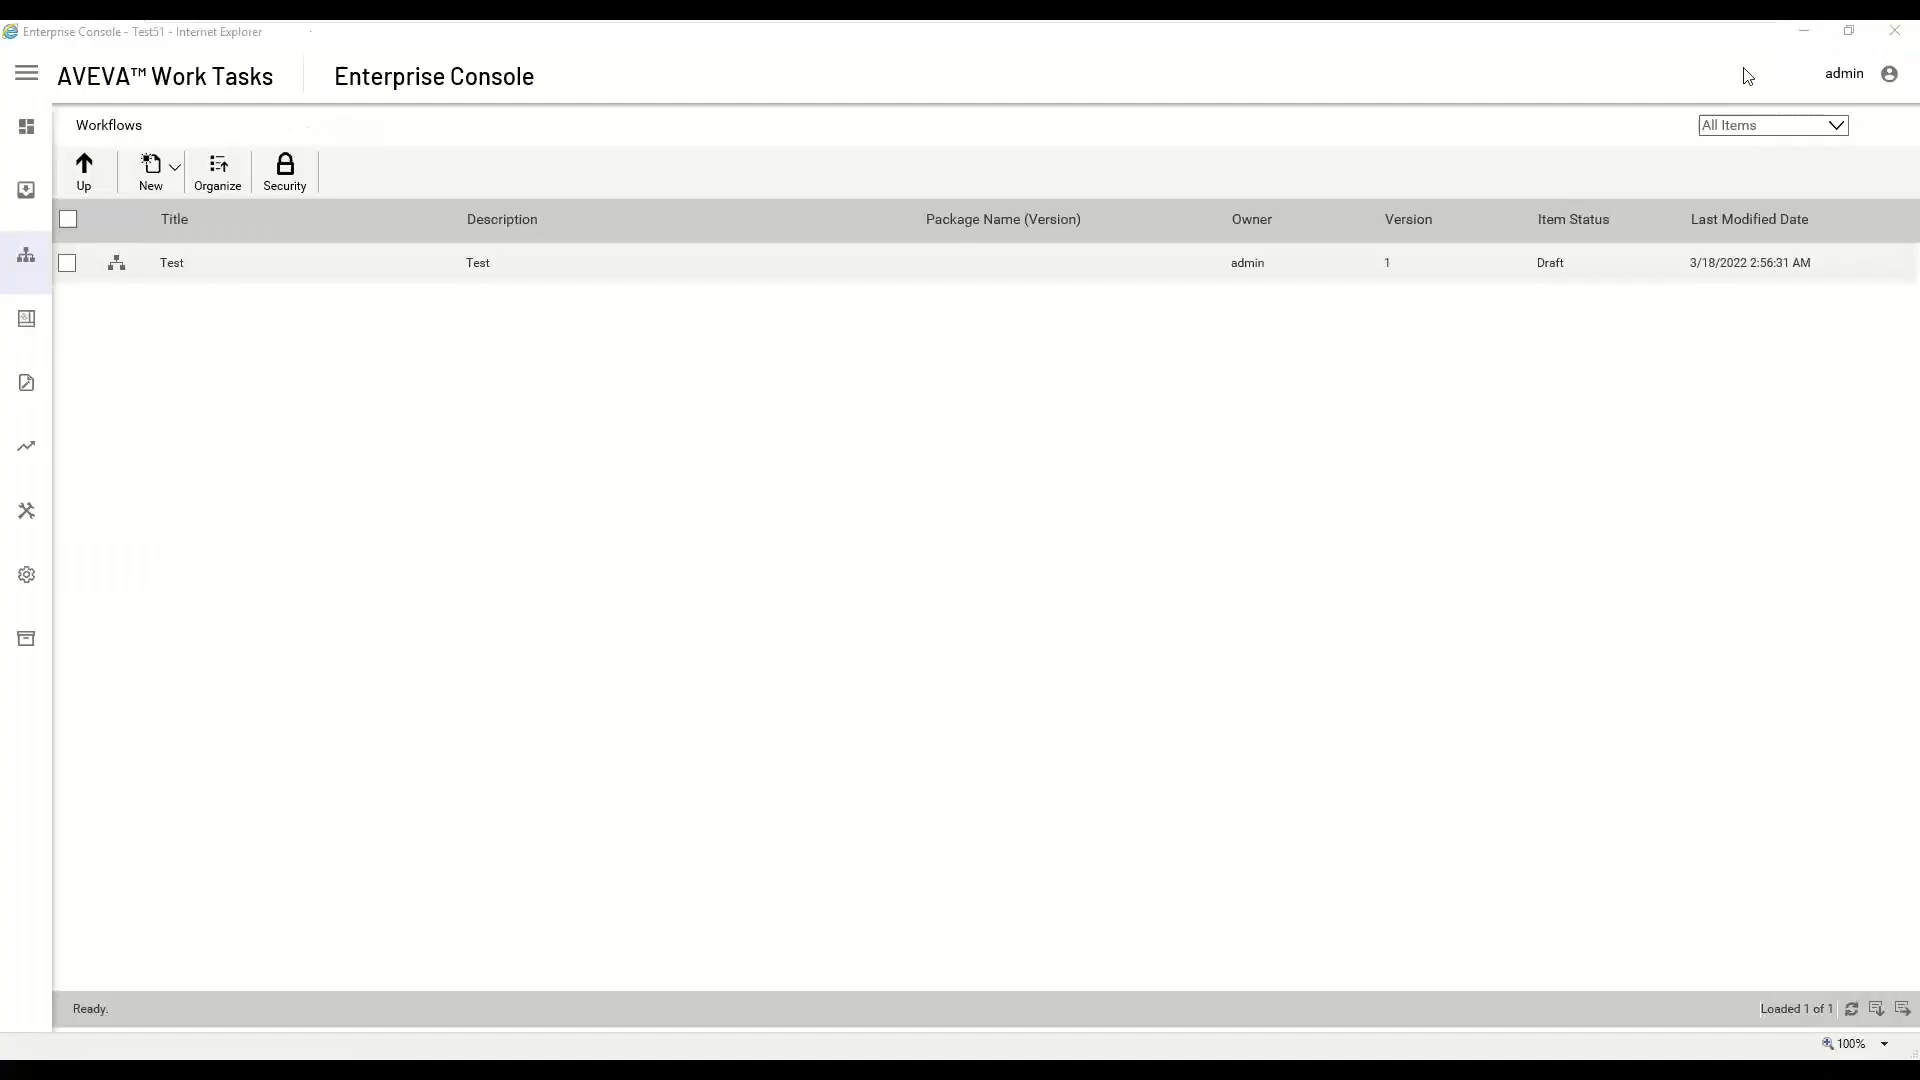 Enterprise Console - Test51 - Internet Explorer
AVEVA™ Work Tasks
Enterprise Console
admin
Workflows
All Items
Up
New
Organize
Security
Title Description Package Name (Version) Owner Version Item Status Last Modified Date
Test Test admin 1 Draft 3/18/2022 2:56:31 AM
Ready.
Loaded 1 of 1
100%